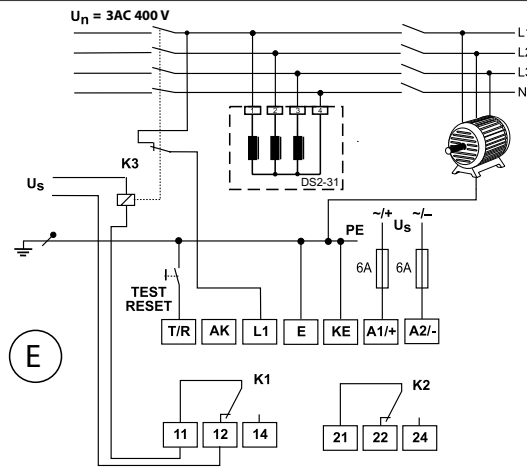 Un = 3AC 400 V
L1
L2
L3
N
1 2 3 4
DS2-31
K3
Us
~/+ ~/–
Us
PE
6A 6A
TEST
RESET
T/R AK L1 E KE A1/+ A2/-
E
K1 K2
11 12 14 21 22 24